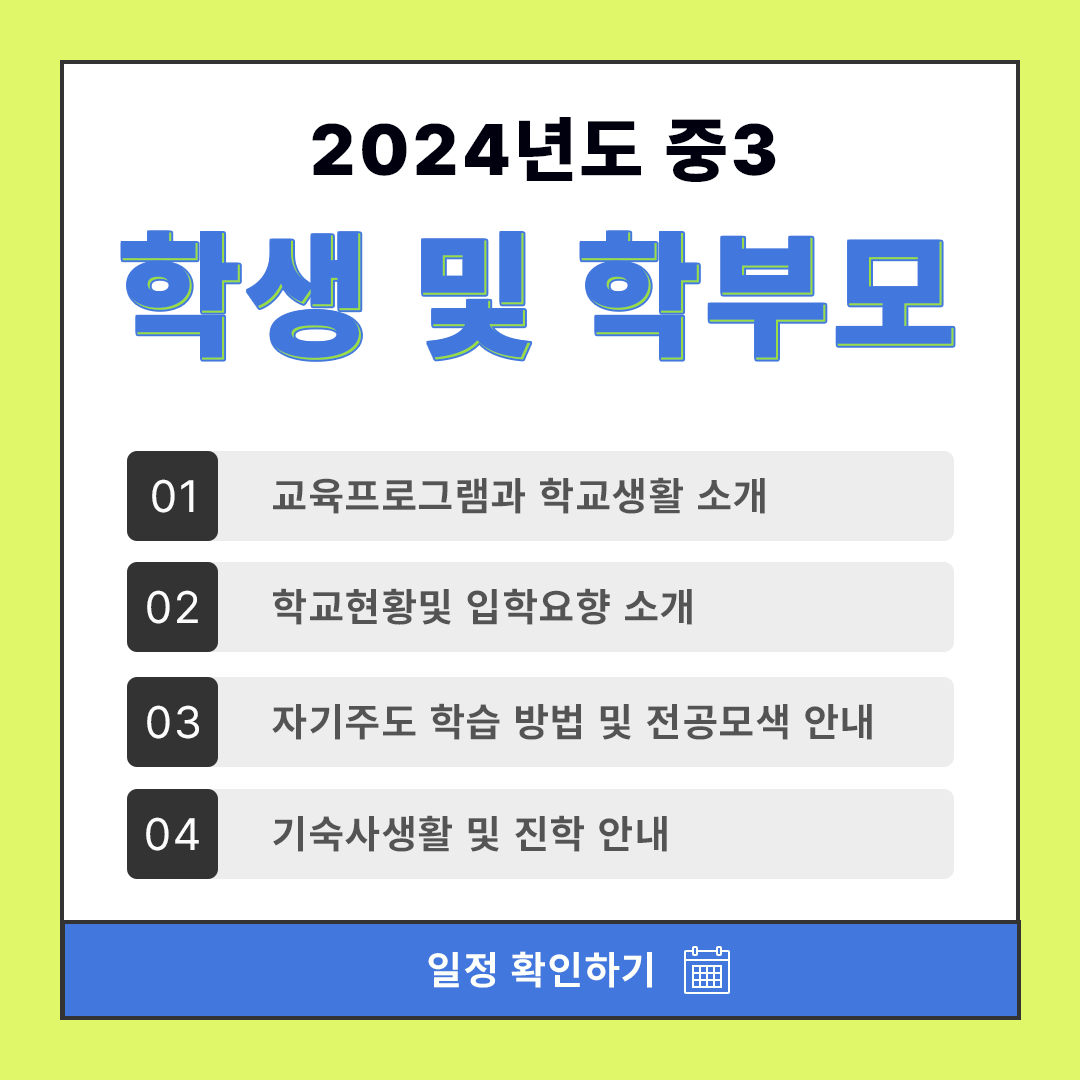 2024년도 중3
학생 및 학부모
01 교육프로그램과 학교생활 소개
02 학교현황및 입학요향 소개
03 자기주도 학습 방법 및 전공모색 안내
04 기숙사생활 및 진학 안내
일정 확인하기